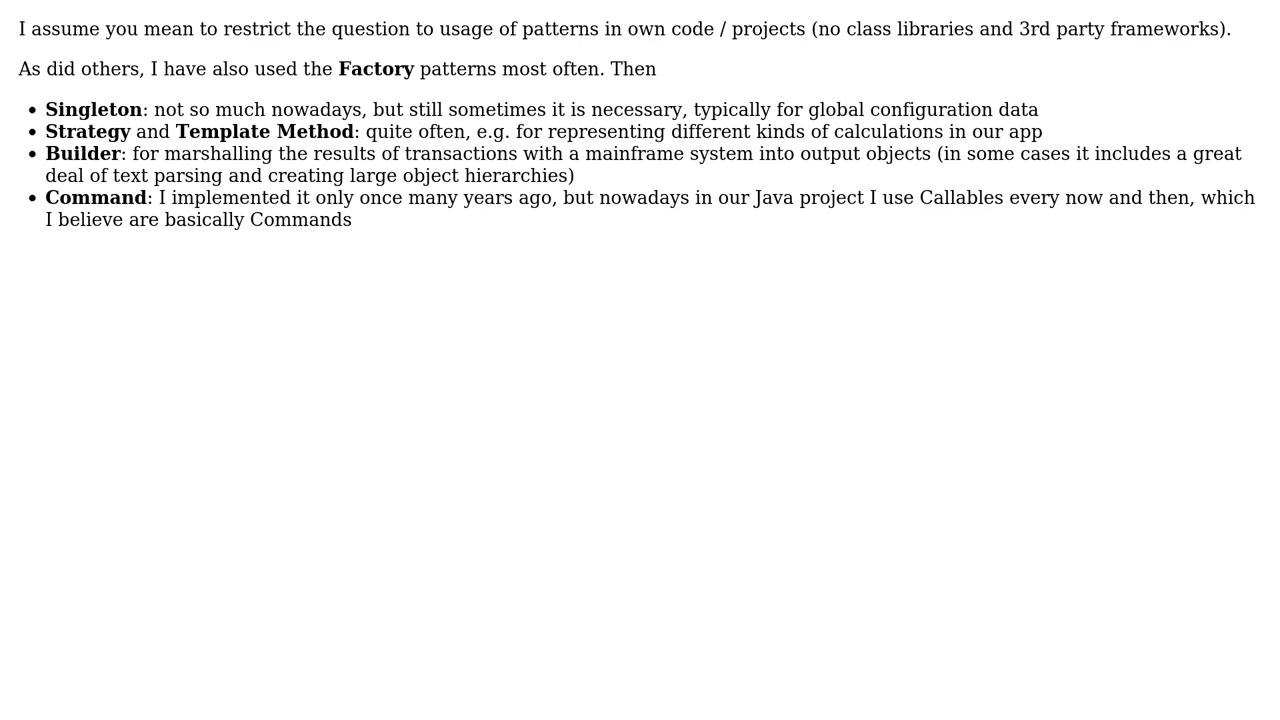 I assume you mean to restrict the question to usage of patterns in own code / projects (no class libraries and 3rd party frameworks).
As did others, I have also used the Factory patterns most often. Then
• Singleton: not so much nowadays, but still sometimes it is necessary, typically for global configuration data
• Strategy and Template Method: quite often, e.g. for representing different kinds of calculations in our app
• Builder: for marshalling the results of transactions with a mainframe system into output objects (in some cases it includes a great
deal of text parsing and creating large object hierarchies)
• Command: I implemented it only once many years ago, but nowadays in our Java project I use Callables every now and then, which
I believe are basically Commands